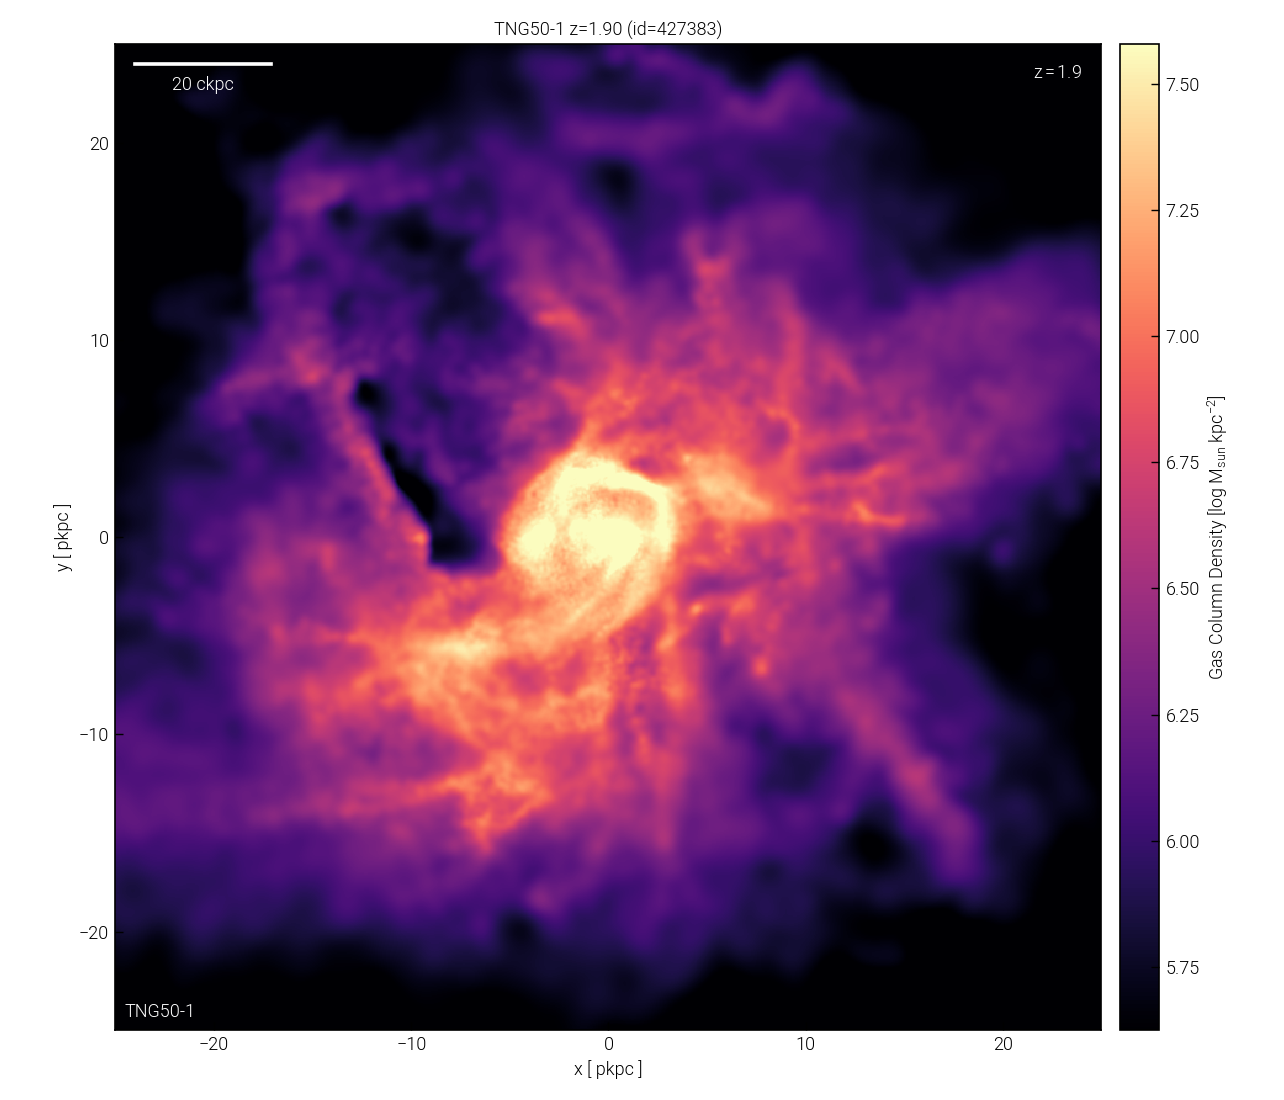 TNG50-1 z=1.90 (id=427383)
20 ckpc
z = 1.9
TNG50-1
20
10
0
−10
−20
y [ pkpc ]
−20
−10
0
10
20
x [ pkpc ]
7.50
7.25
7.00
6.75
6.50
6.25
6.00
5.75
Gas Column Density [log M_sun kpc^−2]